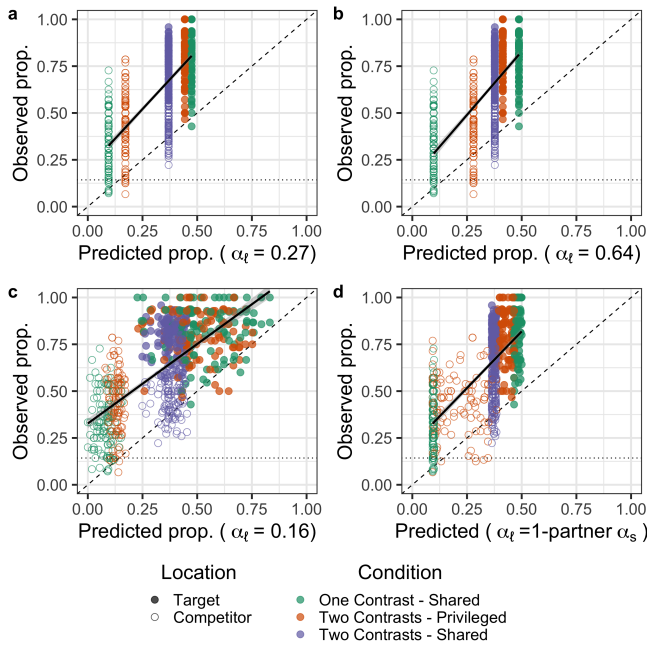 a
b
1.00
0.75
0.50
0.25
0.00
Observed prop.
0.00 0.25 0.50 0.75 1.00
Predicted prop. ( αℓ = 0.27)
1.00
0.75
0.50
0.25
0.00
Observed prop.
0.00 0.25 0.50 0.75 1.00
Predicted prop. ( αℓ = 0.64)
c
d
1.00
0.75
0.50
0.25
0.00
Observed prop.
0.00 0.25 0.50 0.75 1.00
Predicted prop. ( αℓ = 0.16)
1.00
0.75
0.50
0.25
0.00
Observed prop.
0.00 0.25 0.50 0.75 1.00
Predicted ( αℓ =1-partner αs )
Location
Target
Competitor
Condition
One Contrast - Shared
Two Contrasts - Privileged
Two Contrasts - Shared